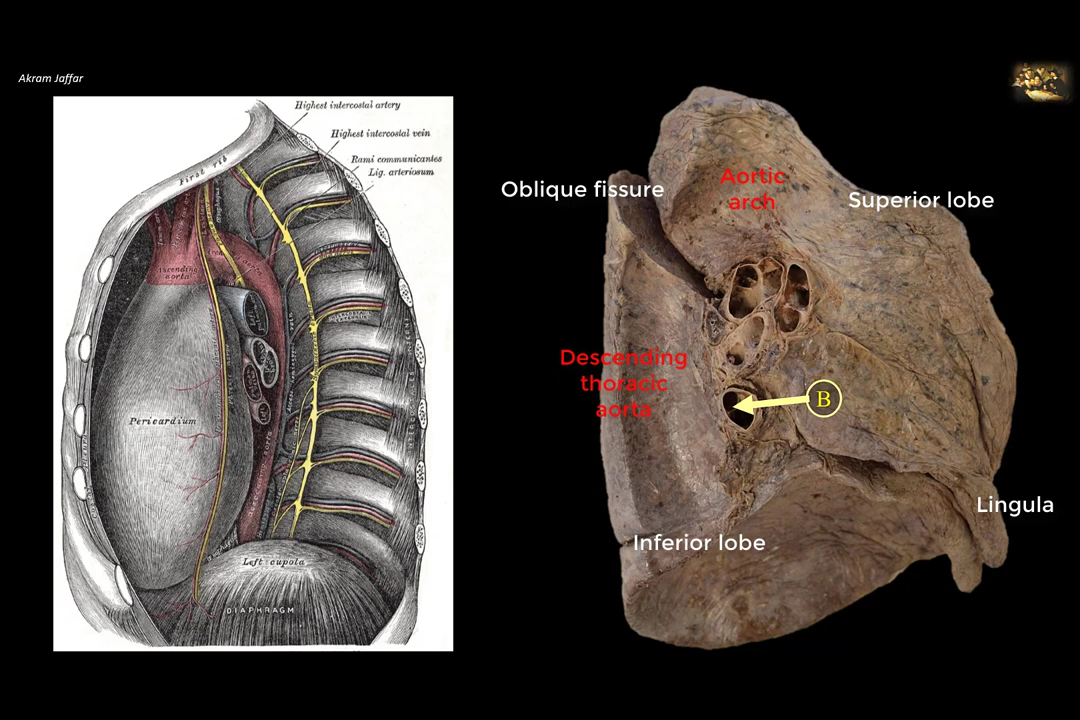 Akram Jaffar
Highest intercostal artery
Highest intercostal vein
Rami communicantes
Lig. arteriosum
First rib
Ascending
aorta
Pericardium
Left cupola
DIAPHRAGM
Oblique fissure
Aortic
arch
Superior lobe
Descending
thoracic
aorta
B
Lingula
Inferior lobe